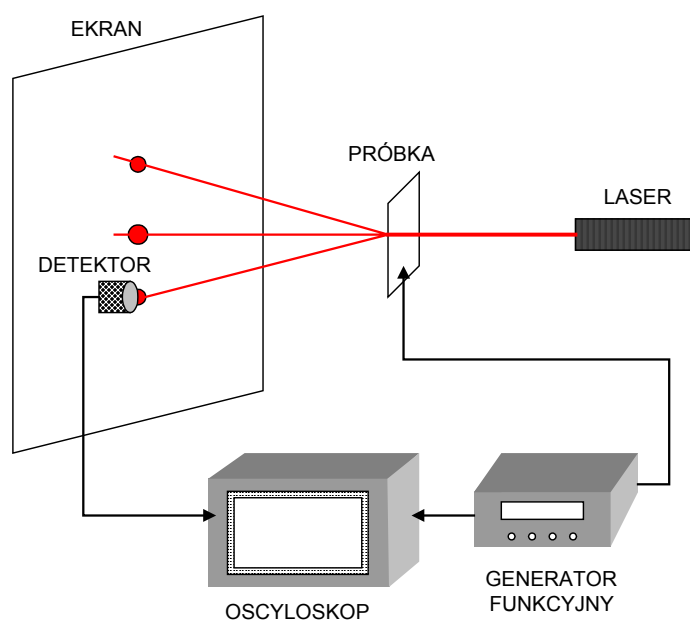 EKRAN
PRÓBKA
LASER
DETEKTOR
OSCYLOSKOP
GENERATOR
FUNKCYJNY